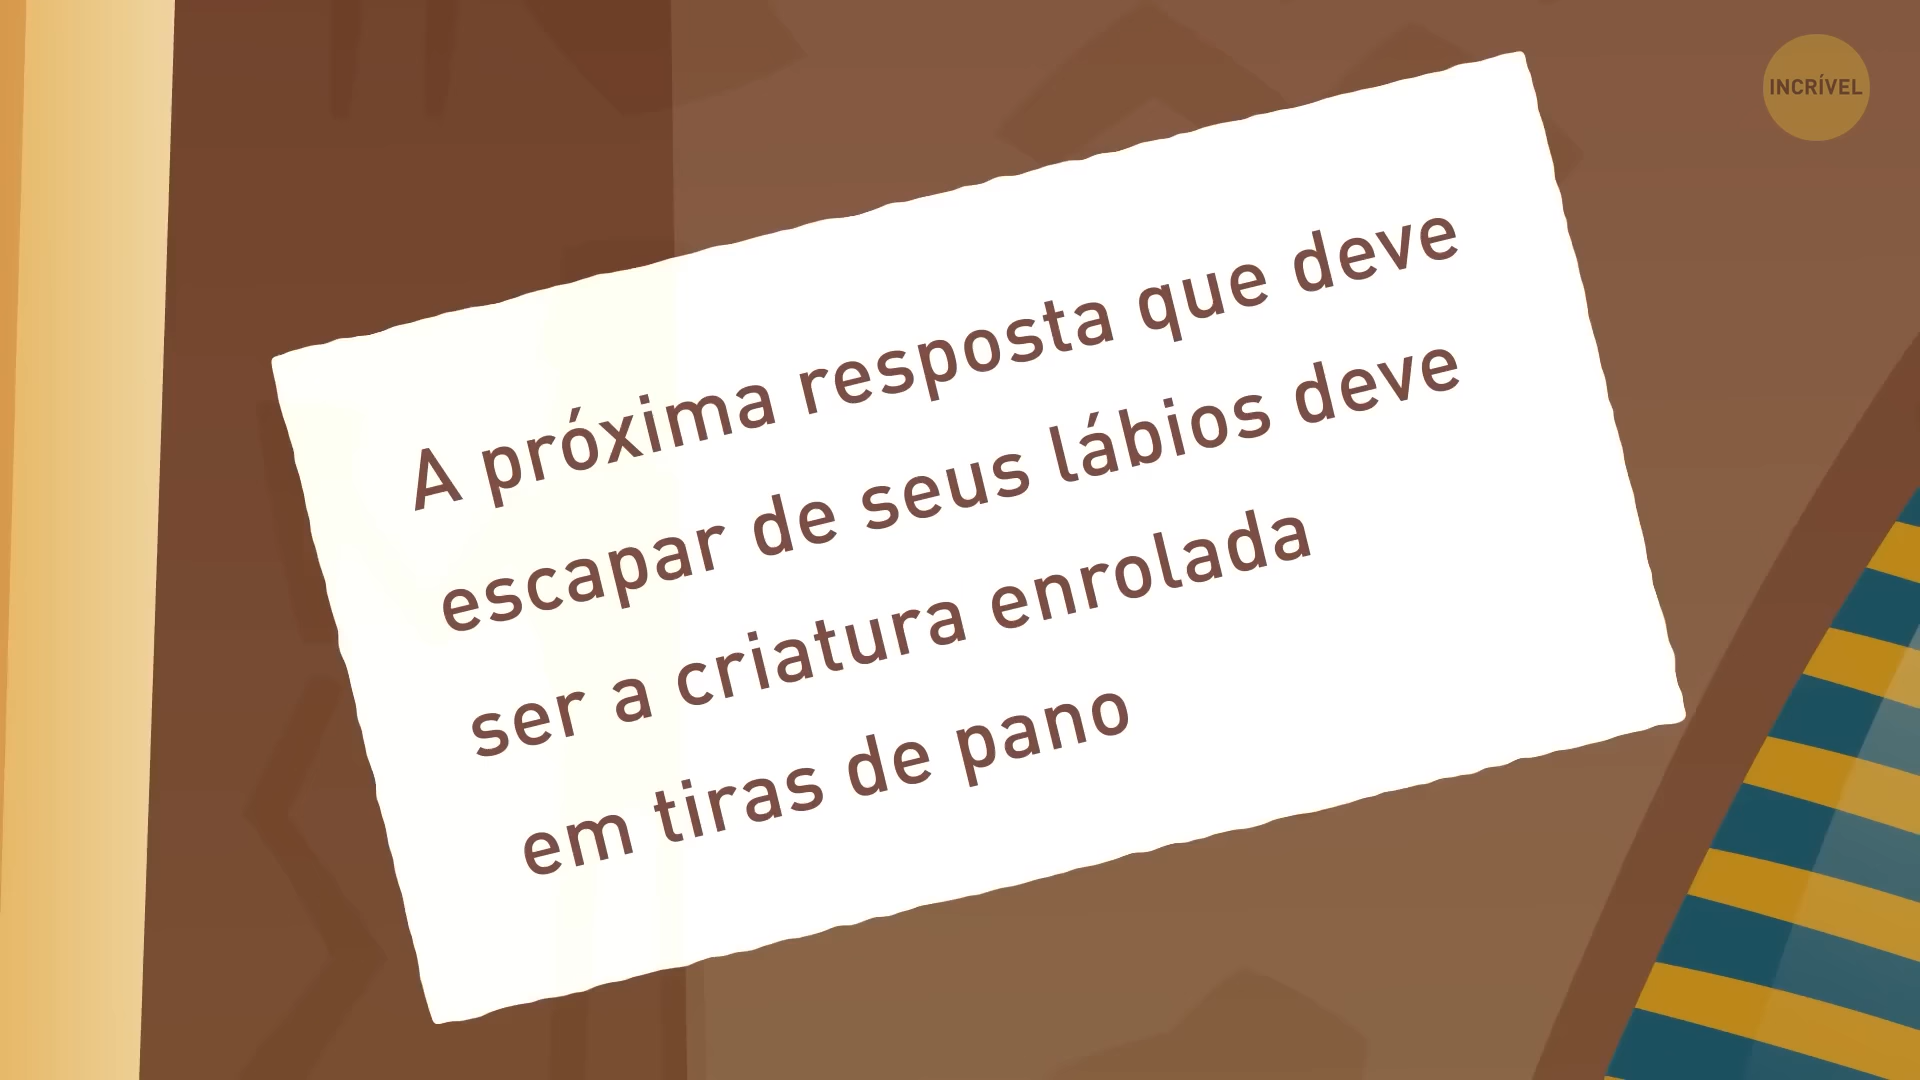 INCRÍVEL
A próxima resposta que deve
escapar de seus lábios deve
ser a criatura enrolada
em tiras de pano